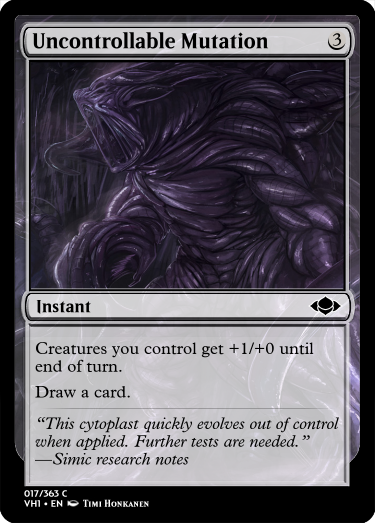 Uncontrollable Mutation 3
Instant
Creatures you control get +1/+0 until
end of turn.
Draw a card.
“This cytoplast quickly evolves out of control
when applied. Further tests are needed.”
—Simic research notes
017/363 C
VH1 • EN Timi Honkanen